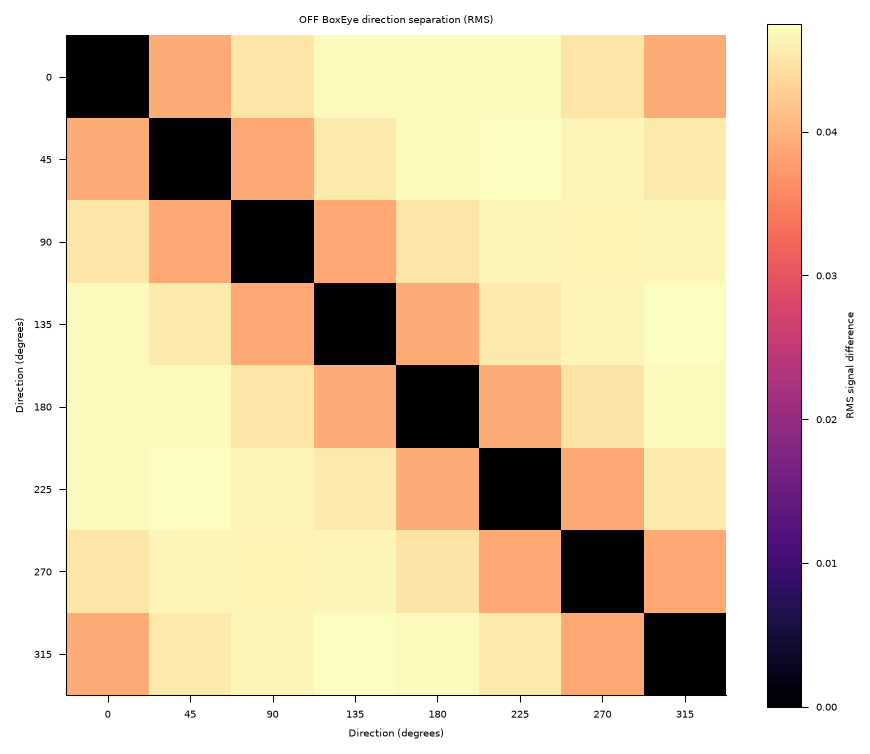 OFF BoxEye direction separation (RMS)
0
45
90
135
180
225
270
315
Direction (degrees)
0 45 90 135 180 225 270 315
Direction (degrees)
0.04
0.03
0.02
0.01
0.00
RMS signal difference